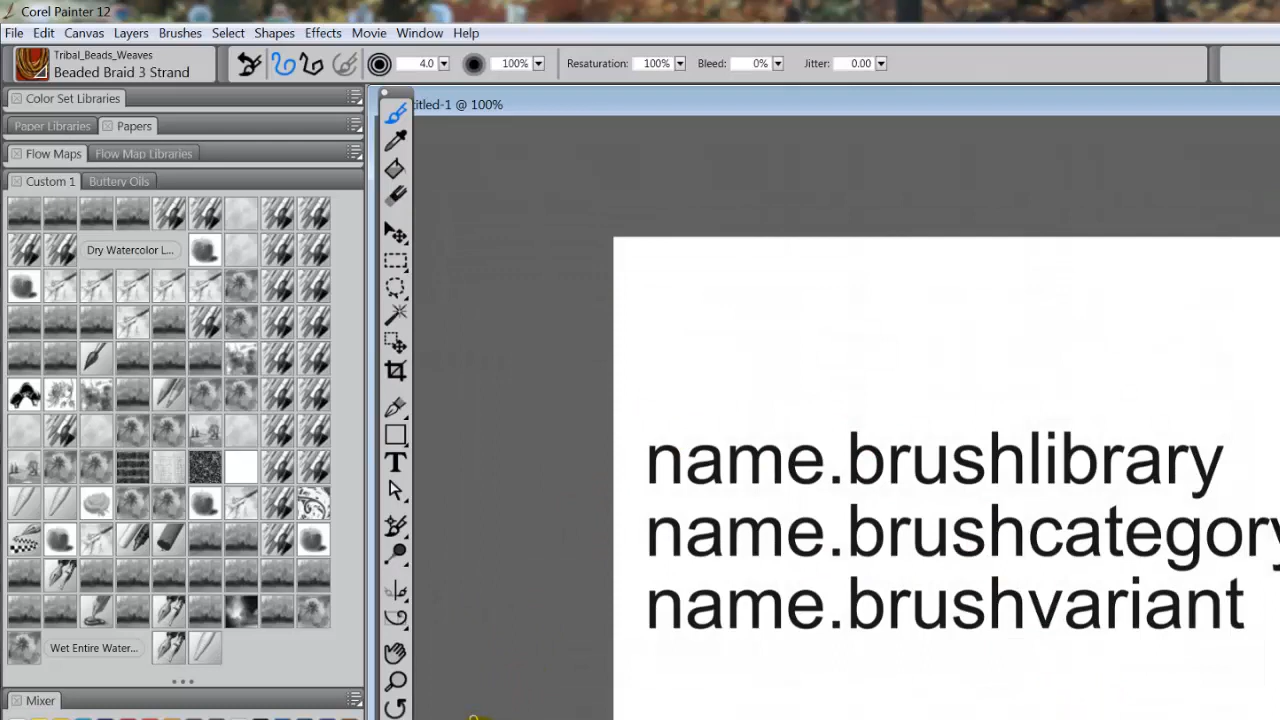 Corel Painter 12
File Edit Canvas Layers Brushes Select Shapes Effects Movie Window Help
Tribal_Beads_Weaves
Beaded Braid 3 Strand
4.0 100% Resaturation: 100% Bleed: 0% Jitter: 0.00
Color Set Libraries
titled-1 @ 100%
Paper Libraries Papers
Flow Maps Flow Map Libraries
Custom 1 Buttery Oils
Dry Watercolor L...
name.brushlibrary
name.brushcategory
name.brushvariant
Wet Entire Water...
Mixer